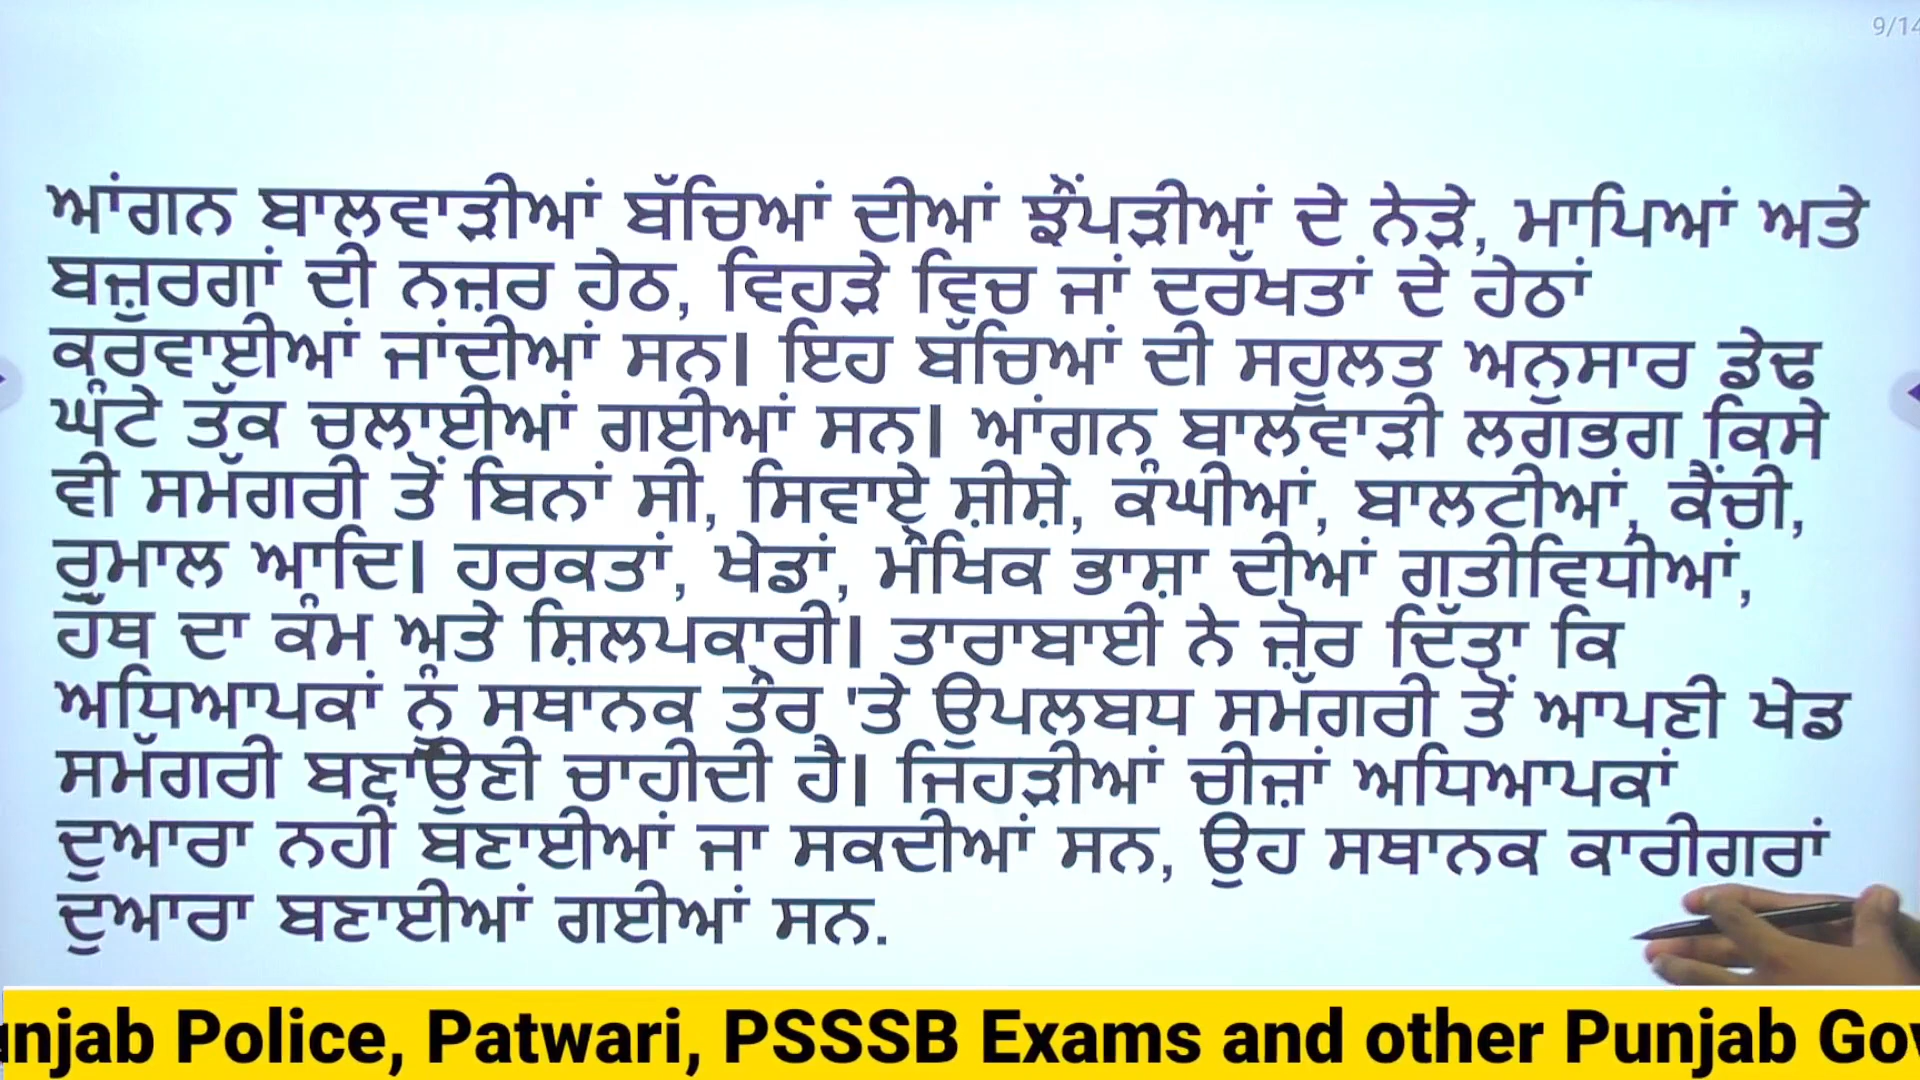 9/14
ਆਂਗਨ ਬਾਲਵਾੜੀਆਂ ਬੱਚਿਆਂ ਦੀਆਂ ਝੌਂਪੜੀਆਂ ਦੇ ਨੇੜੇ, ਮਾਪਿਆਂ ਅਤੇ
ਬਜ਼ੁਰਗਾਂ ਦੀ ਨਜ਼ਰ ਹੇਠ, ਵਿਹੜੇ ਵਿਚ ਜਾਂ ਦਰੱਖਤਾਂ ਦੇ ਹੇਠਾਂ
ਕਰਵਾਈਆਂ ਜਾਂਦੀਆਂ ਸਨ। ਇਹ ਬੱਚਿਆਂ ਦੀ ਸਹੂਲਤ ਅਨੁਸਾਰ ਡੇਢ
ਘੰਟੇ ਤੱਕ ਚਲਾਈਆਂ ਗਈਆਂ ਸਨ। ਆਂਗਨ ਬਾਲਵਾੜੀ ਲਗਭਗ ਕਿਸੇ
ਵੀ ਸਮੱਗਰੀ ਤੋਂ ਬਿਨਾਂ ਸੀ, ਸਿਵਾਏ ਸ਼ੀਸ਼ੇ, ਕੰਘੀਆਂ, ਬਾਲਟੀਆਂ, ਕੈਂਚੀ,
ਰੁਮਾਲ ਆਦਿ। ਹਰਕਤਾਂ, ਖੇਡਾਂ, ਮੌਖਿਕ ਭਾਸ਼ਾ ਦੀਆਂ ਗਤੀਵਿਧੀਆਂ,
ਹੱਥ ਦਾ ਕੰਮ ਅਤੇ ਸ਼ਿਲਪਕਾਰੀ। ਤਾਰਾਬਾਈ ਨੇ ਜ਼ੋਰ ਦਿੱਤਾ ਕਿ
ਅਧਿਆਪਕਾਂ ਨੂੰ ਸਥਾਨਕ ਤੌਰ 'ਤੇ ਉਪਲਬਧ ਸਮੱਗਰੀ ਤੋਂ ਆਪਣੀ ਖੇਡ
ਸਮੱਗਰੀ ਬਣਾਉਣੀ ਚਾਹੀਦੀ ਹੈ। ਜਿਹੜੀਆਂ ਚੀਜ਼ਾਂ ਅਧਿਆਪਕਾਂ
ਦੁਆਰਾ ਨਹੀਂ ਬਣਾਈਆਂ ਜਾ ਸਕਦੀਆਂ ਸਨ, ਉਹ ਸਥਾਨਕ ਕਾਰੀਗਰਾਂ
ਦੁਆਰਾ ਬਣਾਈਆਂ ਗਈਆਂ ਸਨ.
unjab Police, Patwari, PSSSB Exams and other Punjab Gov